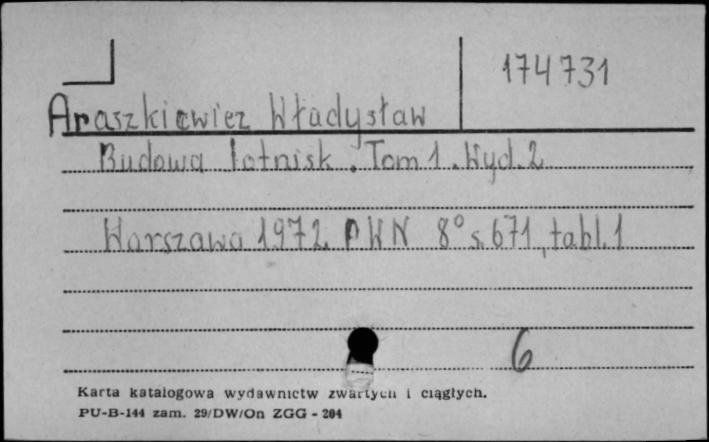 174731
Araszkiewicz Władysław
Budowa lotnisk. Tom 1. Wyd. 2
Warszawa 1972 PWN 8° s. 671, tabl. 1
6
Karta katalogowa wydawnictw zwartych i ciągłych.
PU-B-144 zam. 29/DW/On ZGG - 204